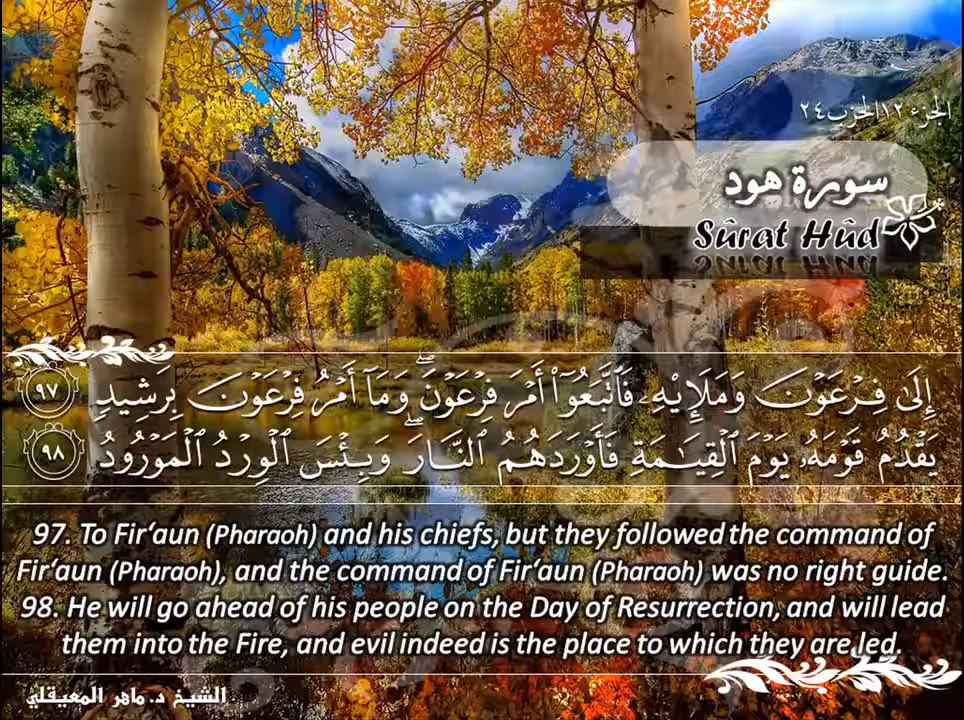 الجزء ١٢ الحزب ٢٤
سورة هود
Sûrat Hûd
إِلَىٰ فِرْعَوْنَ وَمَلَإِيْهِۦ فَٱتَّبَعُوٓا۟ أَمْرَ فِرْعَوْنَ ۖ وَمَآ أَمْرُ فِرْعَوْنَ بِرَشِيدٍ ٩٧
يَقْدُمُ قَوْمَهُۥ يَوْمَ ٱلْقِيَـٰمَةِ فَأَوْرَدَهُمُ ٱلنَّارَ ۖ وَبِئْسَ ٱلْوِرْدُ ٱلْمَوْرُودُ ٩٨
97. To Fir‘aun (Pharaoh) and his chiefs, but they followed the command of
Fir‘aun (Pharaoh), and the command of Fir‘aun (Pharaoh) was no right guide.
98. He will go ahead of his people on the Day of Resurrection, and will lead
them into the Fire, and evil indeed is the place to which they are led.
الشيخ د. ماهر المعيقلي